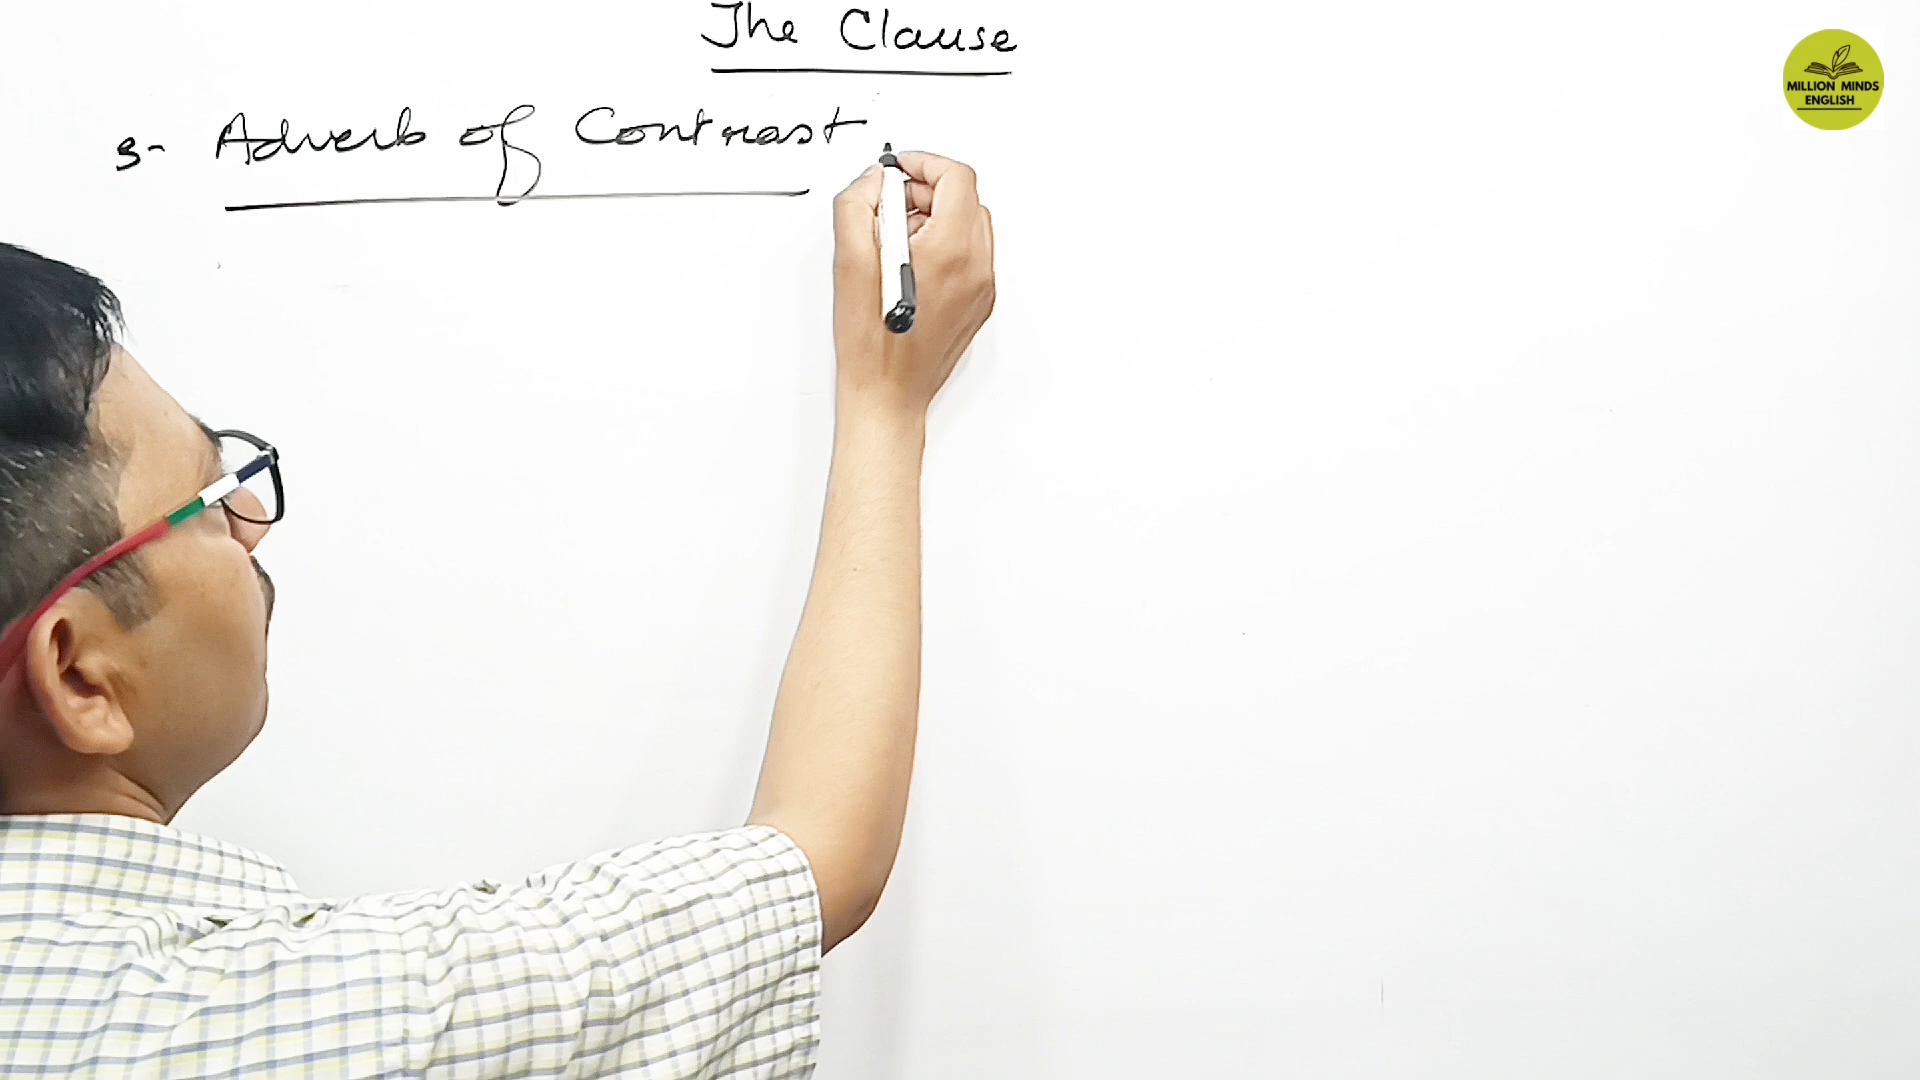 The Clause
3- Adverb of Contrast
MILLION MINDS
ENGLISH